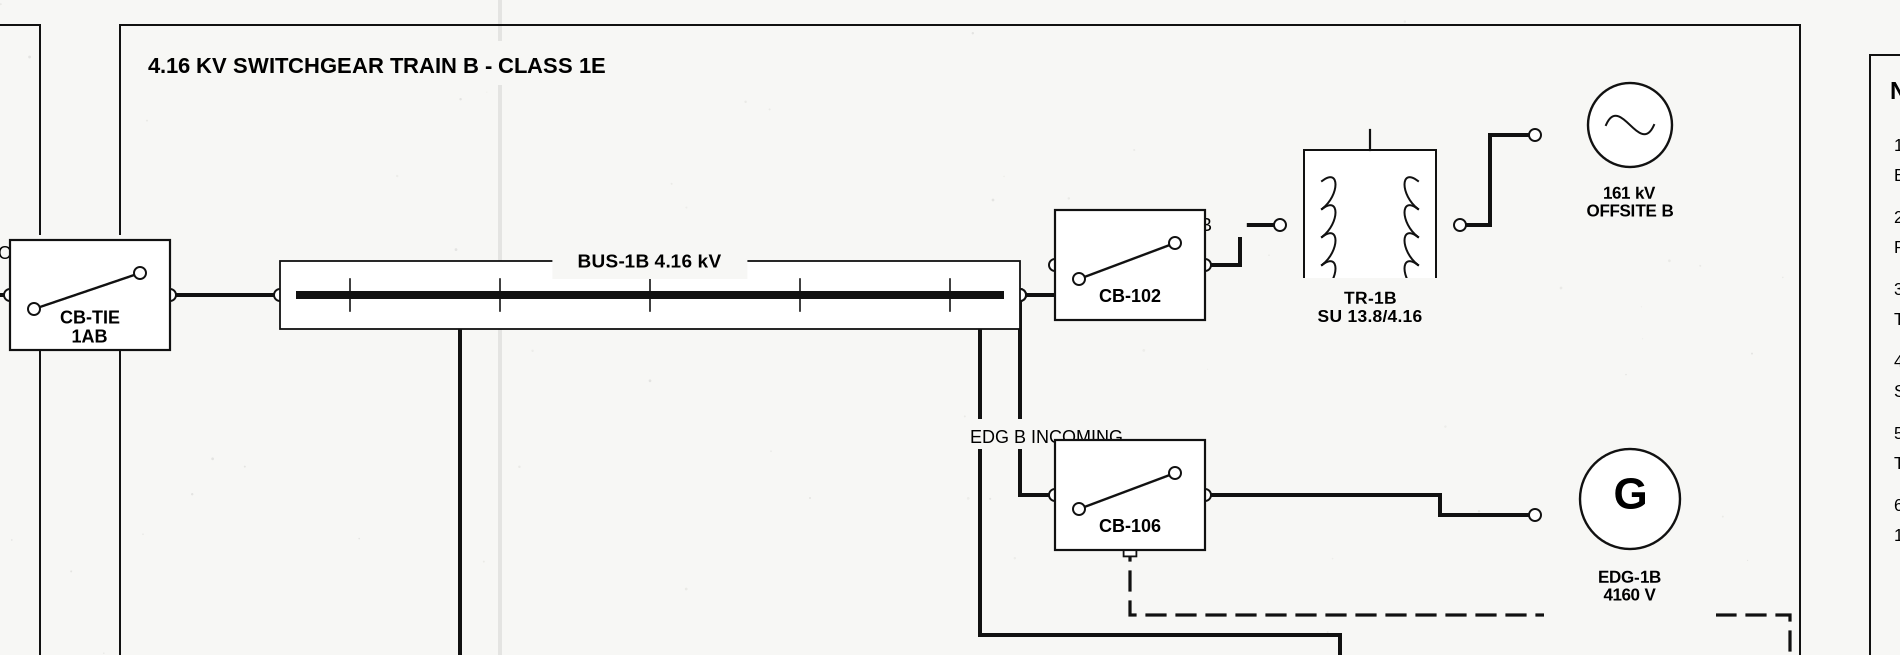 4.16 KV SWITCHGEAR TRAIN B - CLASS 1E
161 kV
OFFSITE B
BUS-1B 4.16 kV
CB-102
TR-1B
SU 13.8/4.16
CB-TIE
1AB
EDG B INCOMING
CB-106
G
EDG-1B
4160 V